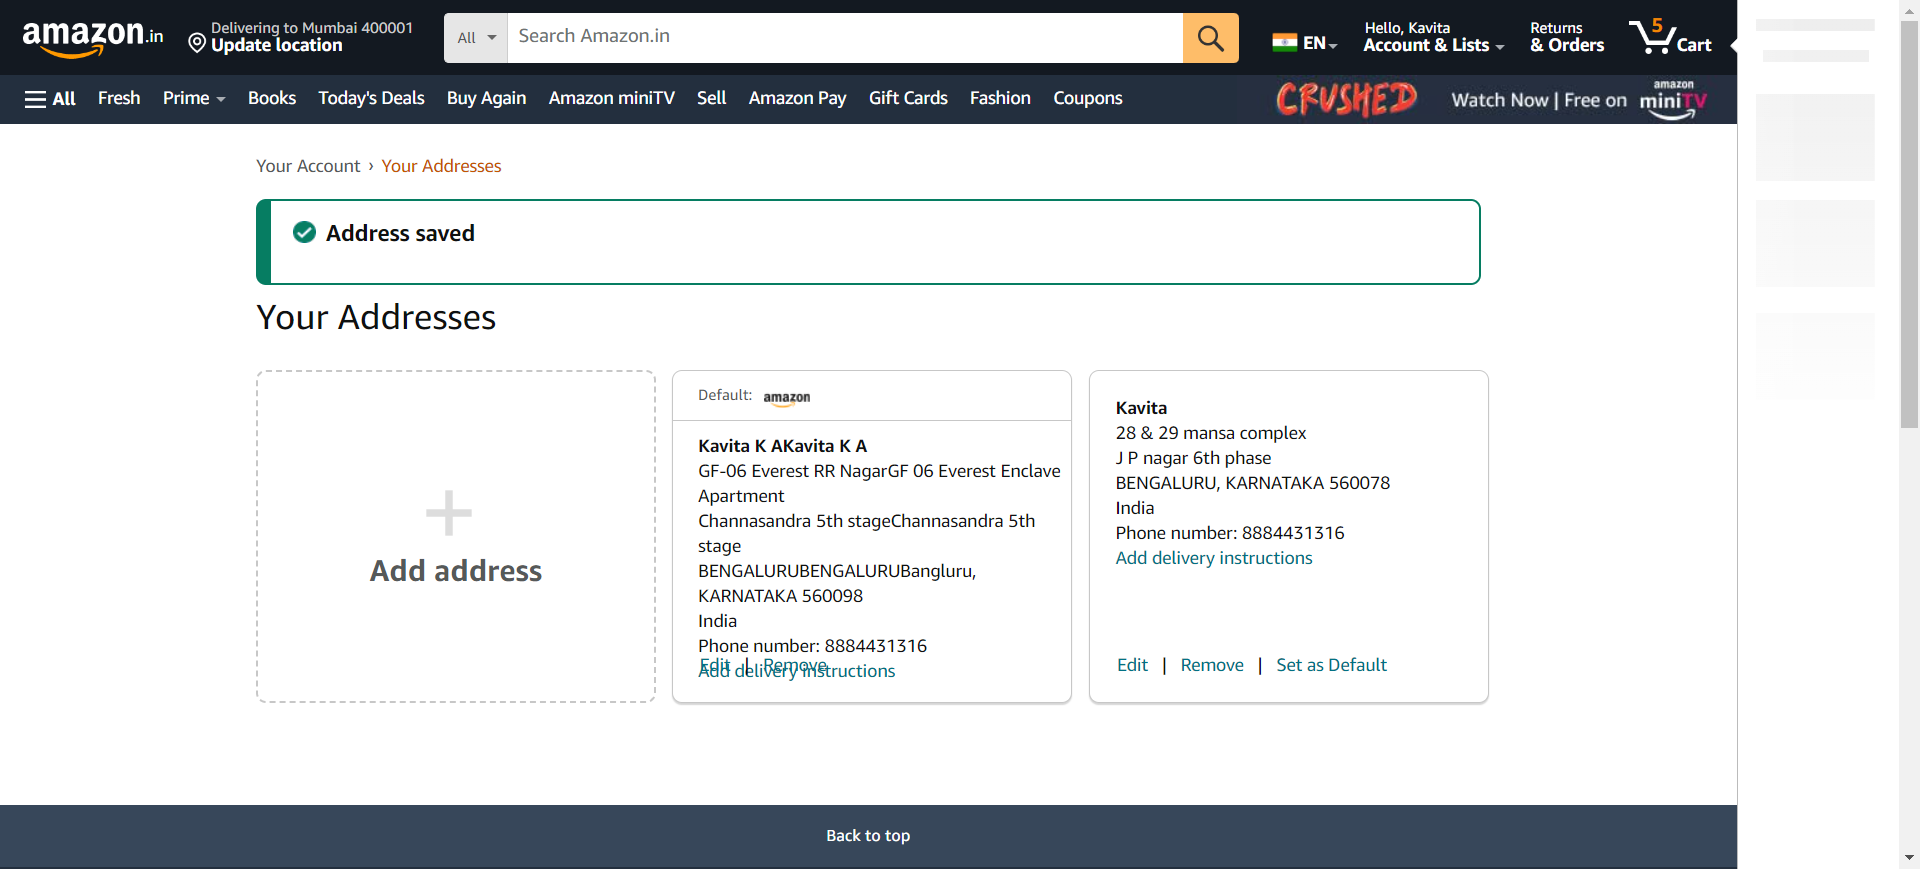 amazon.in
Delivering to Mumbai 400001
Update location
All
Search Amazon.in
EN
Hello, Kavita
Account & Lists
Returns
& Orders
5
Cart
All
Fresh
Prime
Books
Today's Deals
Buy Again
Amazon miniTV
Sell
Amazon Pay
Gift Cards
Fashion
Coupons
CRUSHED
Watch Now | Free on
amazon
miniTV
Your Account › Your Addresses
Address saved
Your Addresses
Add address
Default: amazon
Kavita K AKavita K A
GF-06 Everest RR NagarGF 06 Everest Enclave
Apartment
Channasandra 5th stageChannasandra 5th
stage
BENGALURUBENGALURUBangluru,
KARNATAKA 560098
India
Phone number: 8884431316
Edit | Remove
Add delivery instructions
Kavita
28 & 29 mansa complex
J P nagar 6th phase
BENGALURU, KARNATAKA 560078
India
Phone number: 8884431316
Add delivery instructions
Edit | Remove | Set as Default
Back to top